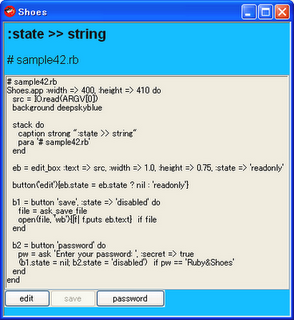 Shoes
:state >> string
# sample42.rb
# sample42.rb
Shoes.app :width => 400, :height => 410 do
  src = IO.read(ARGV[0])
  background deepskyblue

  stack do
    caption strong ":state >> string"
    para '# sample42.rb'
  end

  eb = edit_box :text => src, :width => 1.0, :height => 0.75, :state => 'readonly'

  button('edit'){eb.state = eb.state ? nil : 'readonly'}

  b1 = button 'save', :state => 'disabled' do
    file = ask_save_file
    open(file, 'wb'){|f| f.puts eb.text}  if file
  end

  b2 = button 'password' do
    pw = ask 'Enter your password: ', :secret => true
    (b1.state = nil; b2.state = 'disabled')  if pw == 'Ruby&Shoes'
  end
end
edit
save
password